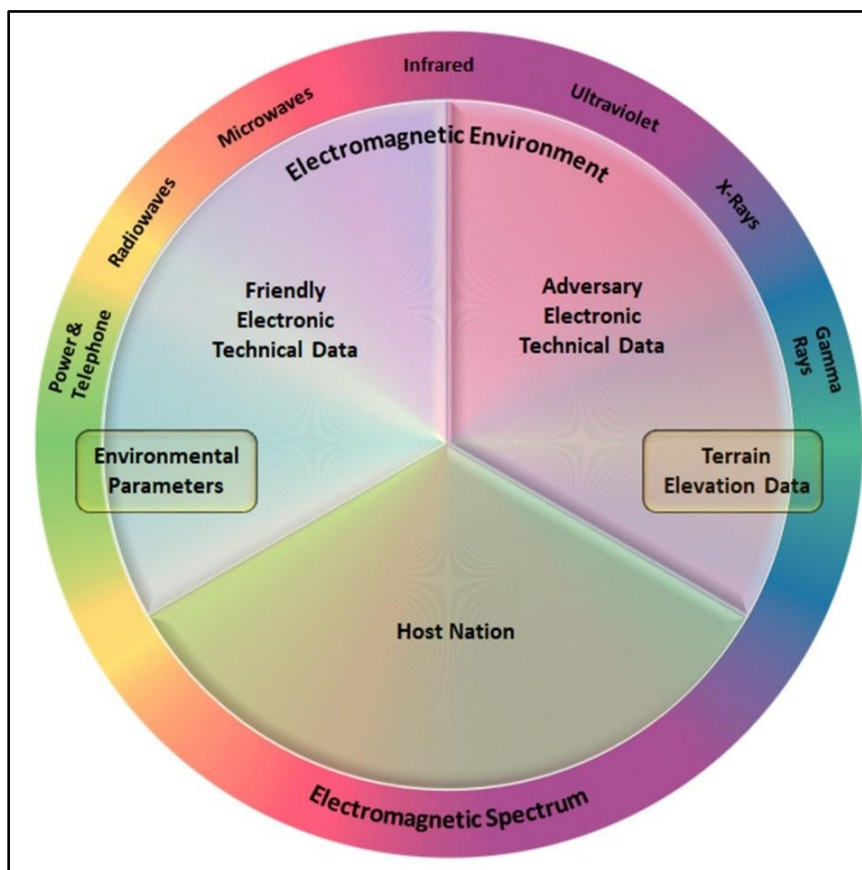 Infrared
Ultraviolet
X-Rays
Gamma
Rays
Microwaves
Radiowaves
Power &
Telephone
Electromagnetic Environment
Friendly
Electronic
Technical Data
Adversary
Electronic
Technical Data
Environmental
Parameters
Terrain
Elevation Data
Host Nation
Electromagnetic Spectrum